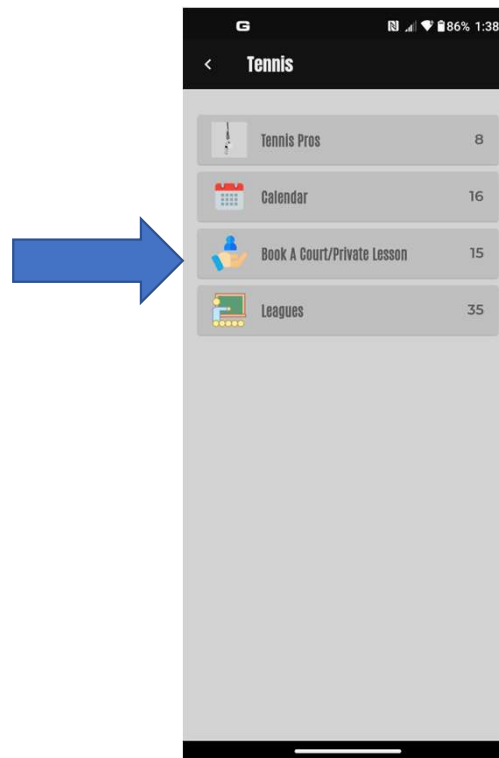 G 86% 1:38
Tennis
Tennis Pros 8
Calendar 16
Book A Court/Private Lesson 15
Leagues 35